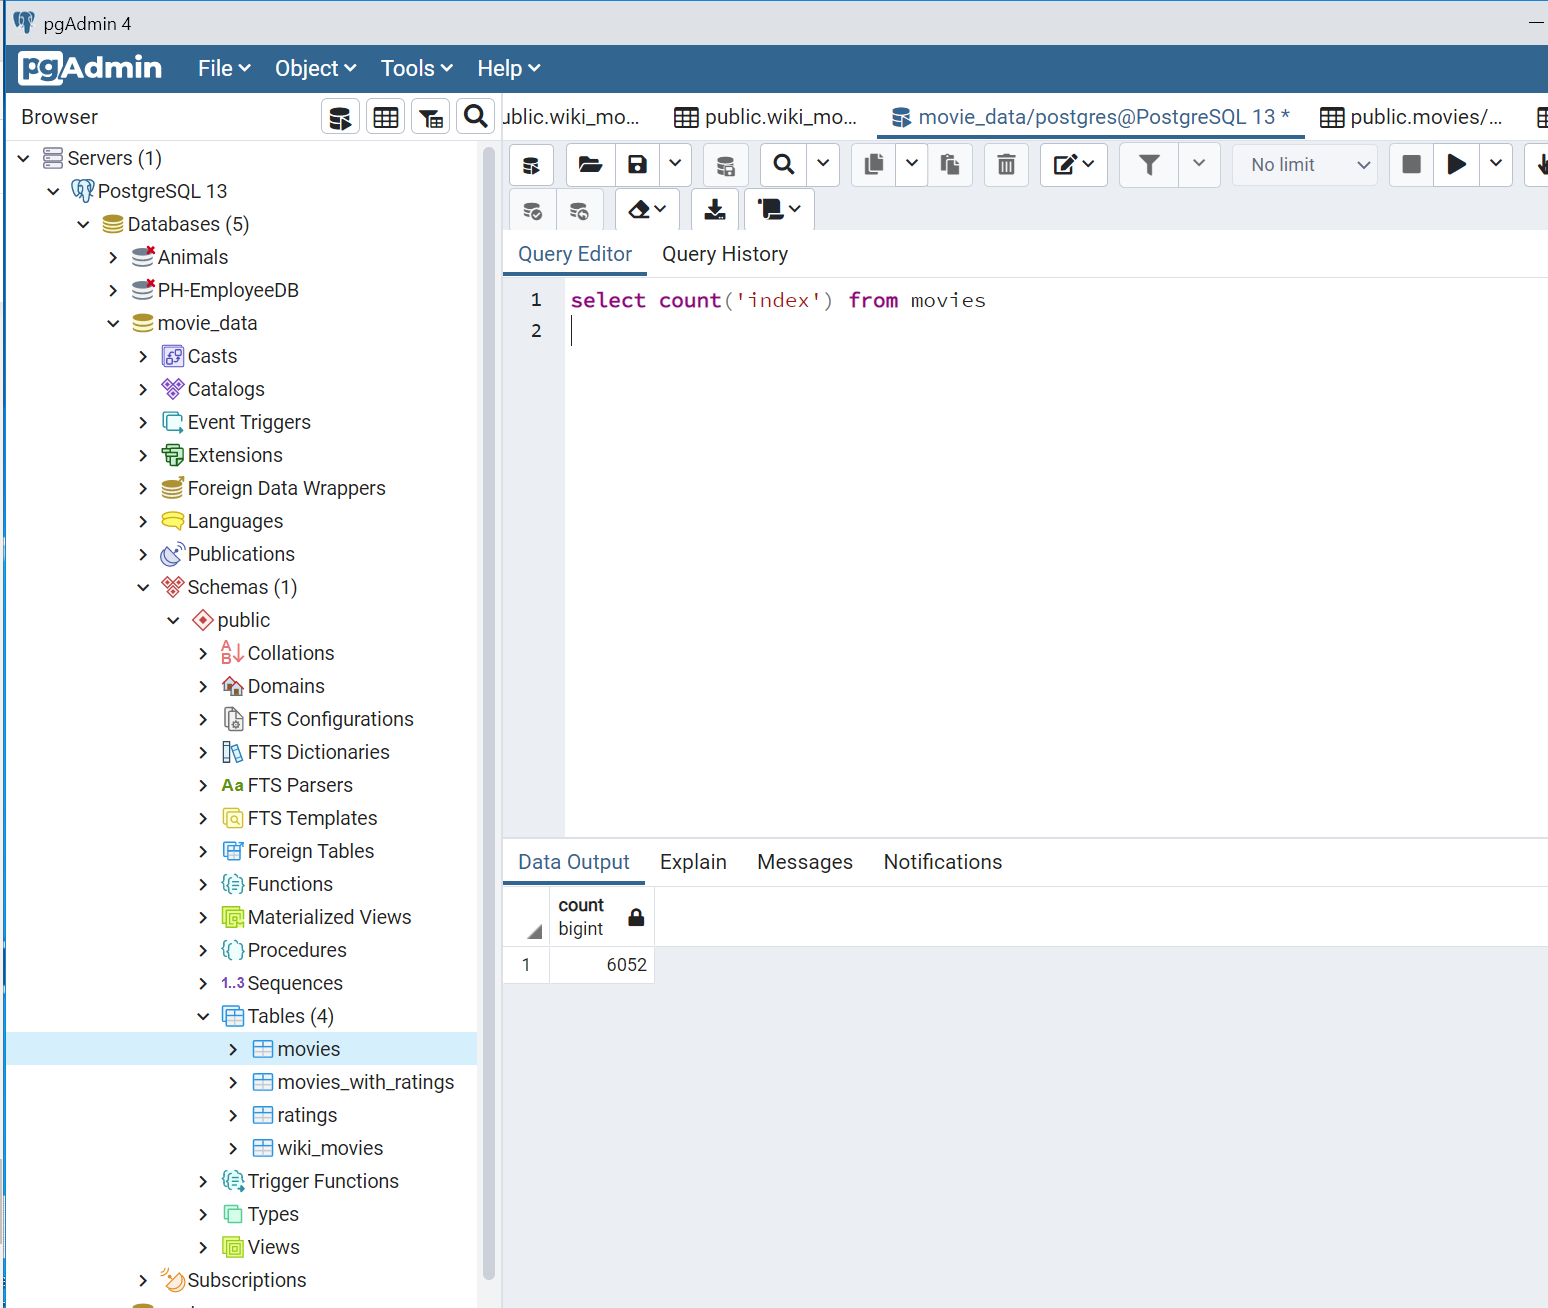 pgAdmin 4
pgAdmin File Object Tools Help
Browser
ublic.wiki_mo... public.wiki_mo... movie_data/postgres@PostgreSQL 13 * public.movies/...
No limit
Servers (1)
PostgreSQL 13
Databases (5)
Animals
PH-EmployeeDB
movie_data
Casts
Catalogs
Event Triggers
Extensions
Foreign Data Wrappers
Languages
Publications
Schemas (1)
public
Collations
Domains
FTS Configurations
FTS Dictionaries
Aa FTS Parsers
FTS Templates
Foreign Tables
Functions
Materialized Views
Procedures
1..3 Sequences
Tables (4)
movies
movies_with_ratings
ratings
wiki_movies
Trigger Functions
Types
Views
Subscriptions
Query Editor Query History
1 select count('index') from movies
2
Data Output Explain Messages Notifications
count
bigint
1 6052